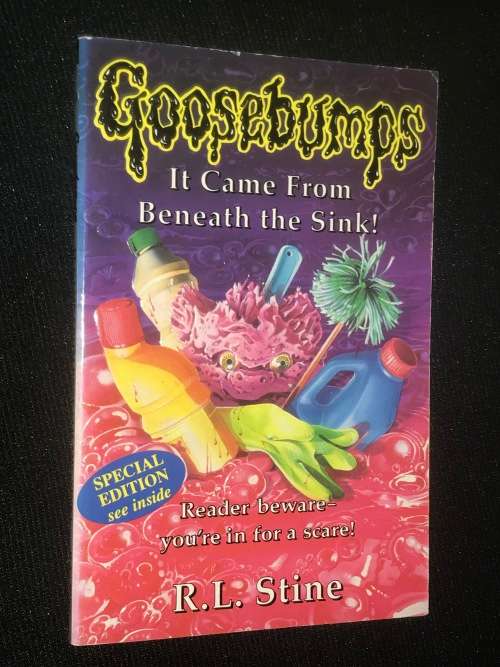 Goosebumps
It Came From
Beneath the Sink!
SPECIAL
EDITION
see inside
Reader beware–
you're in for a scare!
R.L. Stine